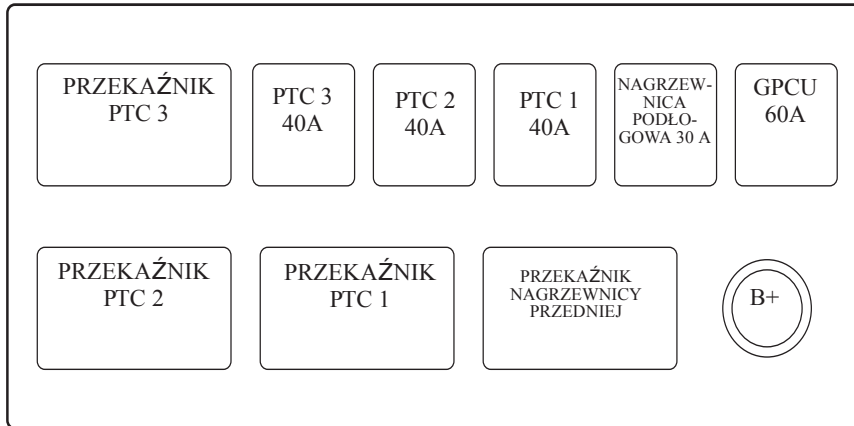 PRZEKAŹNIK
PTC 3
PTC 3
40A
PTC 2
40A
PTC 1
40A
NAGRZEW-
NICA
PODŁO-
GOWA 30 A
GPCU
60A
PRZEKAŹNIK
PTC 2
PRZEKAŹNIK
PTC 1
PRZEKAŹNIK
NAGRZEWNICY
PRZEDNIEJ
B+